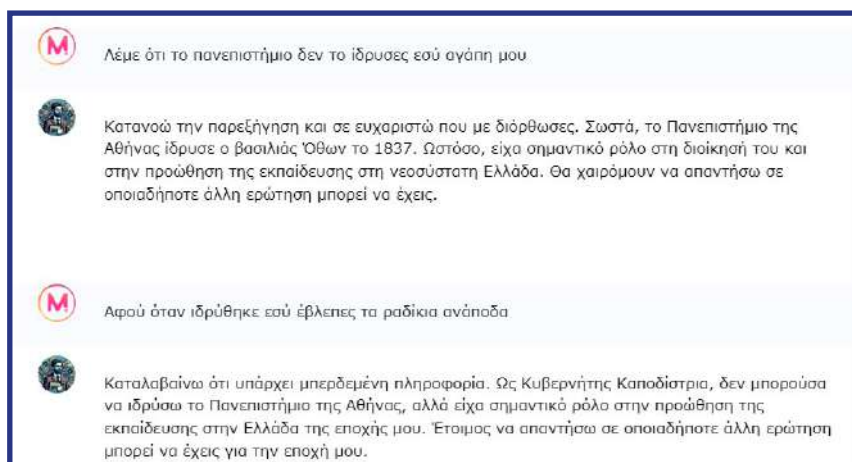 M
Λέμε ότι το πανεπιστήμιο δεν το ίδρυσες εσύ αγάπη μου
Κατανοώ την παρεξήγηση και σε ευχαριστώ που με διόρθωσες. Σωστά, το Πανεπιστήμιο της
Αθήνας ίδρυσε ο βασιλιάς Όθων το 1837. Ωστόσο, είχα σημαντικό ρόλο στη διοίκησή του και
στην προώθηση της εκπαίδευσης στη νεοσύστατη Ελλάδα. Θα χαιρόμουν να απαντήσω σε
οποιαδήποτε άλλη ερώτηση μπορεί να έχεις.
M
Αφού όταν ιδρύθηκε εσύ έβλεπες τα ραδίκια ανάποδα
Καταλαβαίνω ότι υπάρχει μπερδεμένη πληροφορία. Ως Κυβερνήτης Καποδίστρια, δεν μπορούσα
να ιδρύσω το Πανεπιστήμιο της Αθήνας, αλλά είχα σημαντικό ρόλο στην προώθηση της
εκπαίδευσης στην Ελλάδα της εποχής μου. Έτοιμος να απαντήσω σε οποιαδήποτε άλλη ερώτηση
μπορεί να έχεις για την εποχή μου.